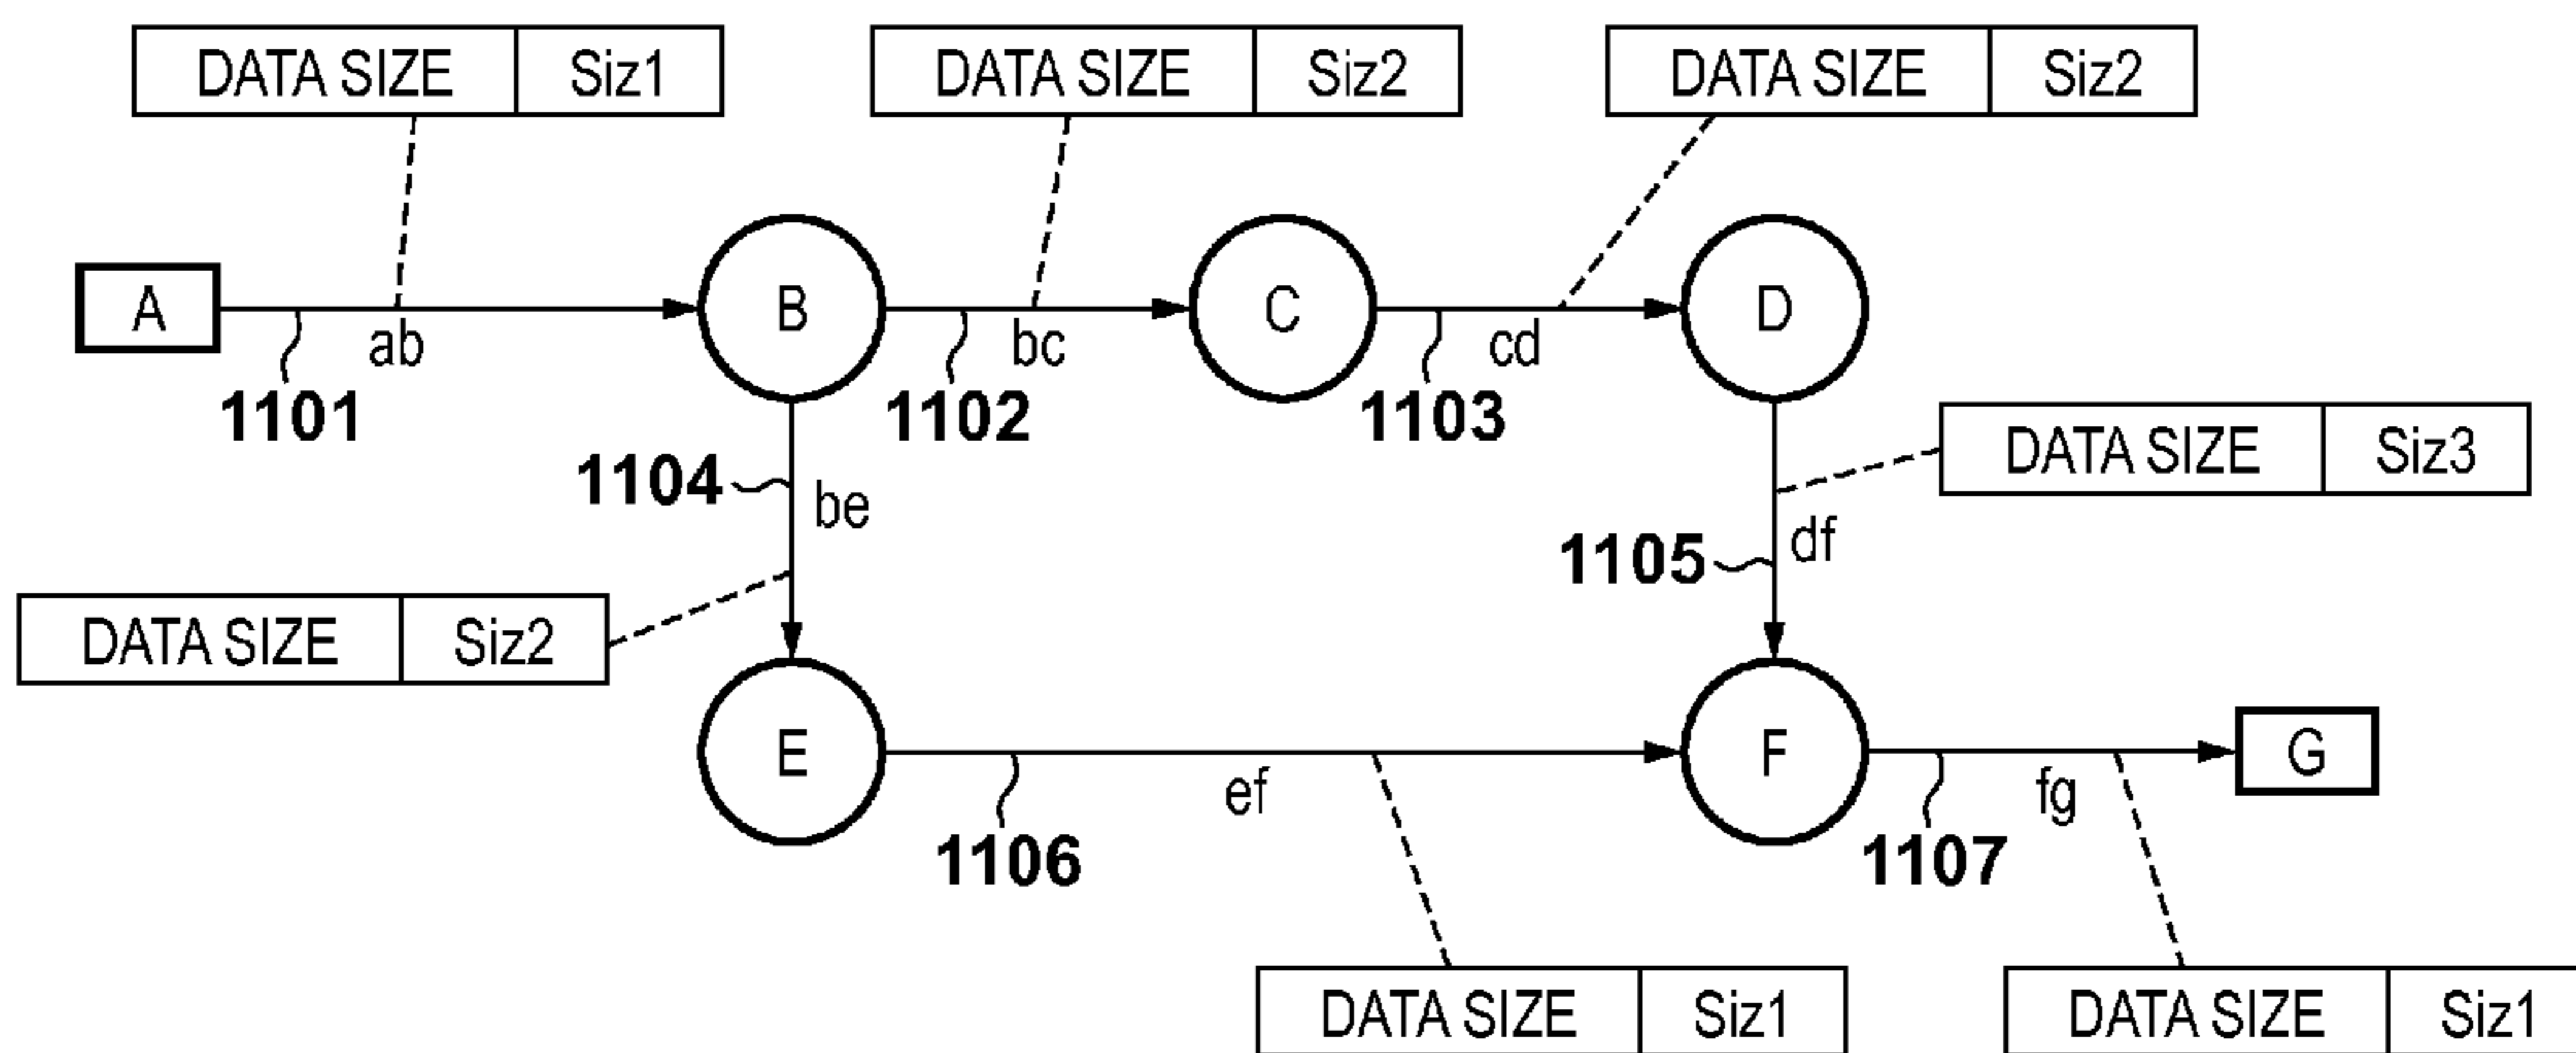 DATA SIZE Siz1
DATA SIZE Siz2
DATA SIZE Siz2
A
B
C
D
ab
bc
cd
1101
1102
1103
1104
be
DATA SIZE Siz3
1105
df
DATA SIZE Siz2
E
F
G
ef
fg
1106
1107
DATA SIZE Siz1
DATA SIZE Siz1